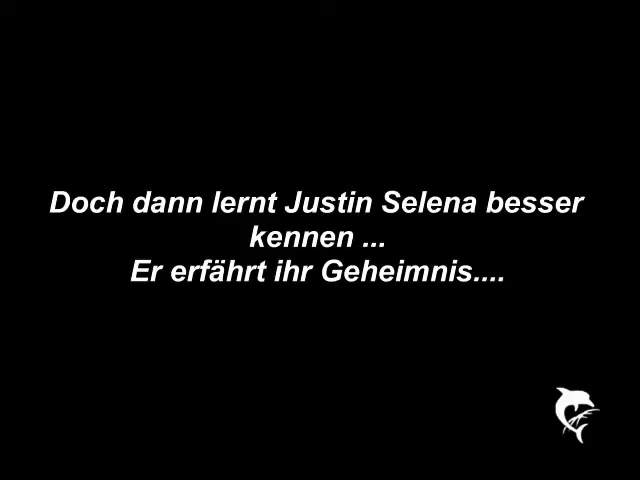 Doch dann lernt Justin Selena besser
kennen ...
Er erfährt ihr Geheimnis....